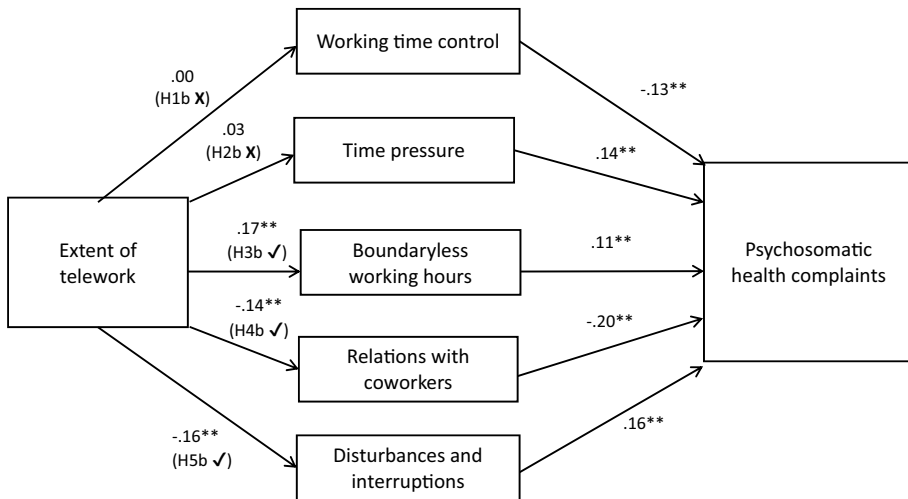 Working time control
.00
(H1b X)
-.13**
.03
(H2b X)
Time pressure
.14**
Extent of
telework
.17**
(H3b ✓)
Boundaryless
working hours
.11**
Psychosomatic
health complaints
-.14**
(H4b ✓)
Relations with
coworkers
-.20**
-.16**
(H5b ✓)
Disturbances and
interruptions
.16**